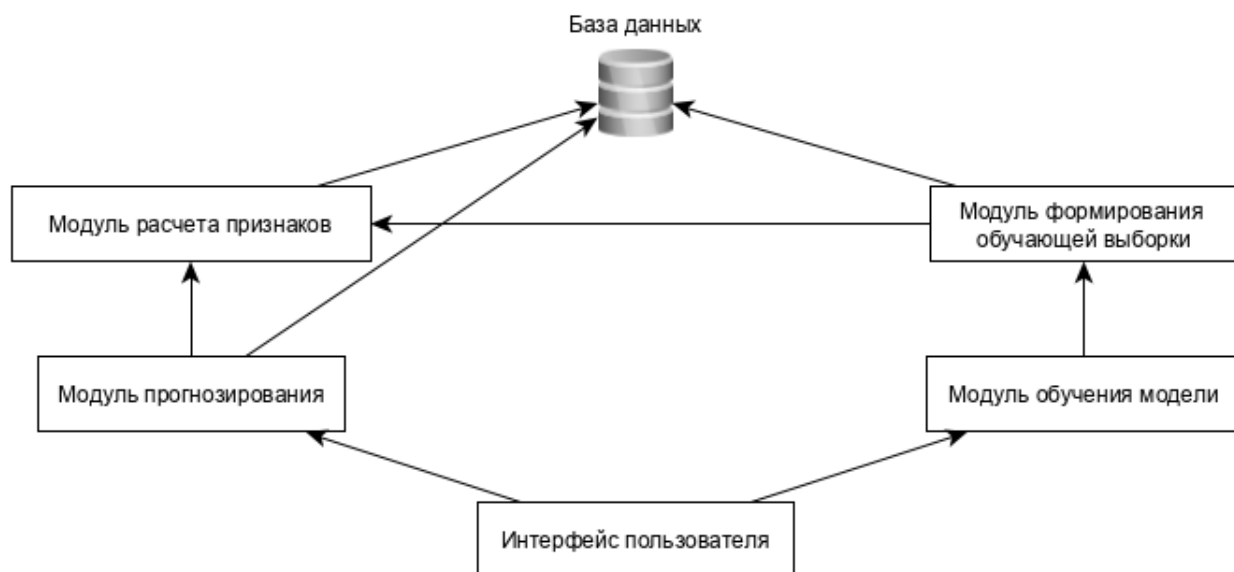 База данных
Модуль расчета признаков
Модуль формирования
обучающей выборки
Модуль прогнозирования
Модуль обучения модели
Интерфейс пользователя